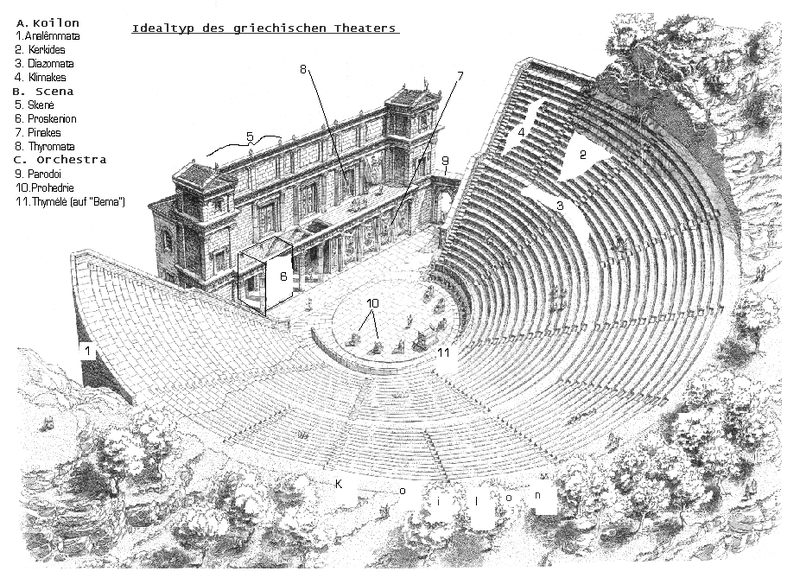 Idealtyp des griechischen Theaters
A. Koilon
1. Analémmata
2. Kerkides
3. Diazomata
4. Klimakes
B. Scena
5. Skené
6. Proskenion
7. Pinakes
8. Thyromata
C. Orchestra
9. Parodoi
10. Prohedrie
11. Thymélé (auf "Bema")
8
7
5
4
2
9
3
6
10
1
11
K o i l o n